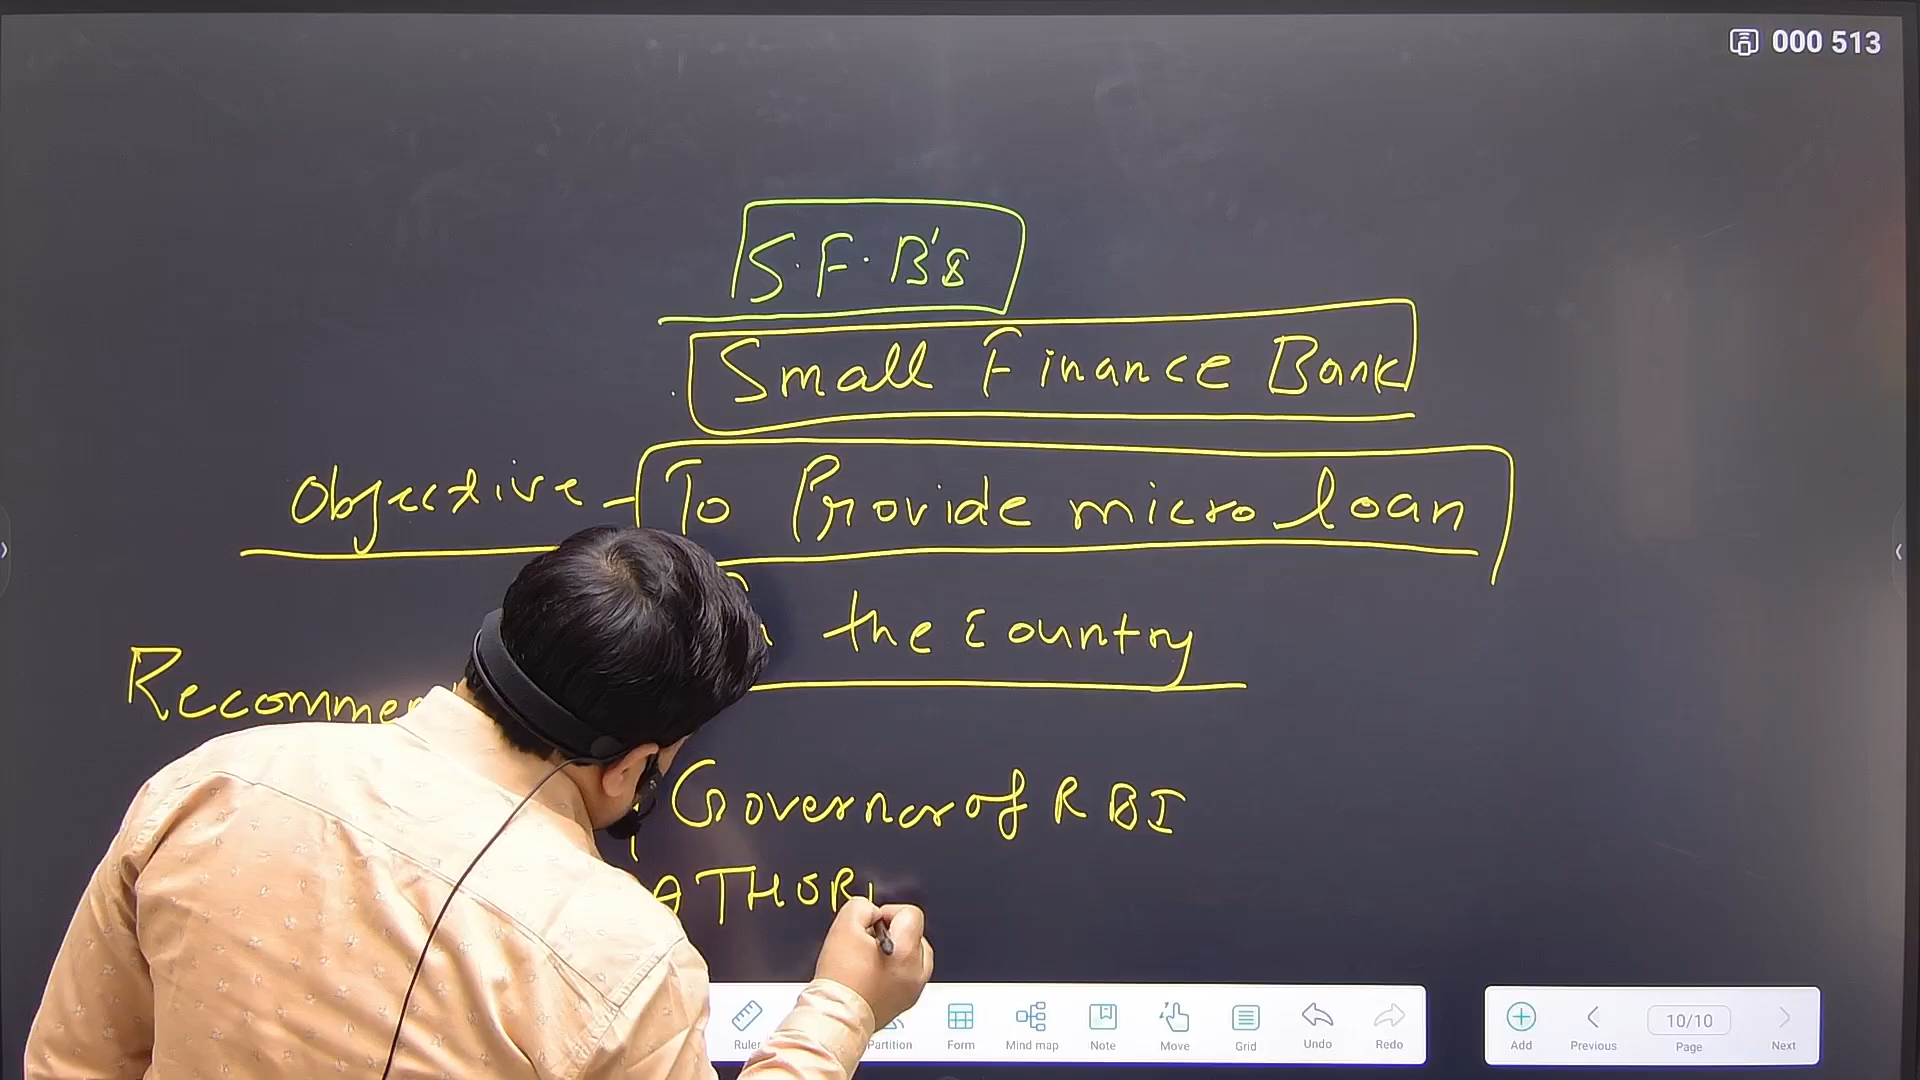 000 513
S.F.B's
Small Finance Bank
Objective - To Provide micro loan
the Country
Governor of RBI
ATHOR
Ruler Partition Form Mind map Note Move Grid Undo Redo Add Previous 10/10 Page Next